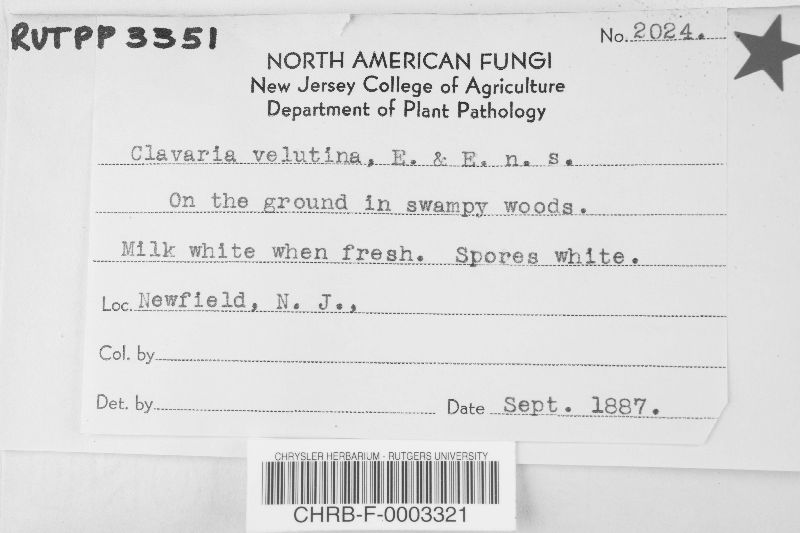 RUTPP 3351
No. 2024.
NORTH AMERICAN FUNGI
New Jersey College of Agriculture
Department of Plant Pathology
Clavaria velutina, E. & E. n. s.
On the ground in swampy woods.
Milk white when fresh. Spores white.
Loc. Newfield, N. J.,
Col. by
Det. by Date Sept. 1887.
CHRYSLER HERBARIUM - RUTGERS UNIVERSITY
CHRB-F-0003321